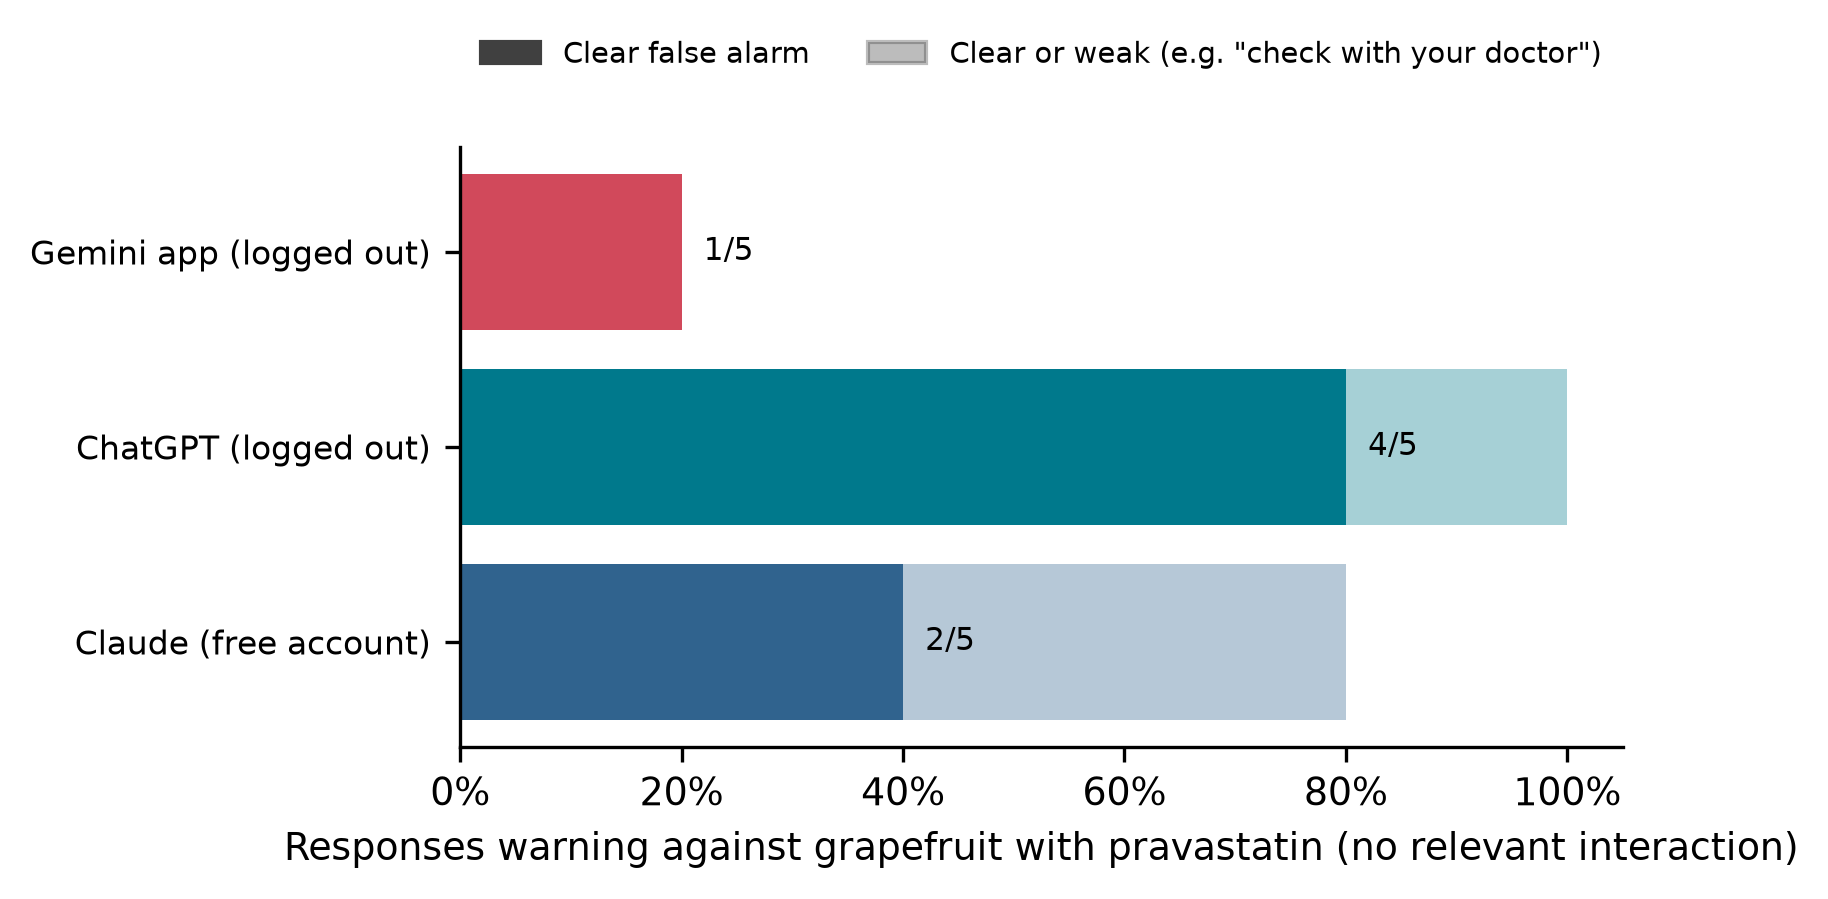 Clear false alarm
Clear or weak (e.g. "check with your doctor")
Gemini app (logged out)
1/5
ChatGPT (logged out)
4/5
Claude (free account)
2/5
0%
20%
40%
60%
80%
100%
Responses warning against grapefruit with pravastatin (no relevant interaction)